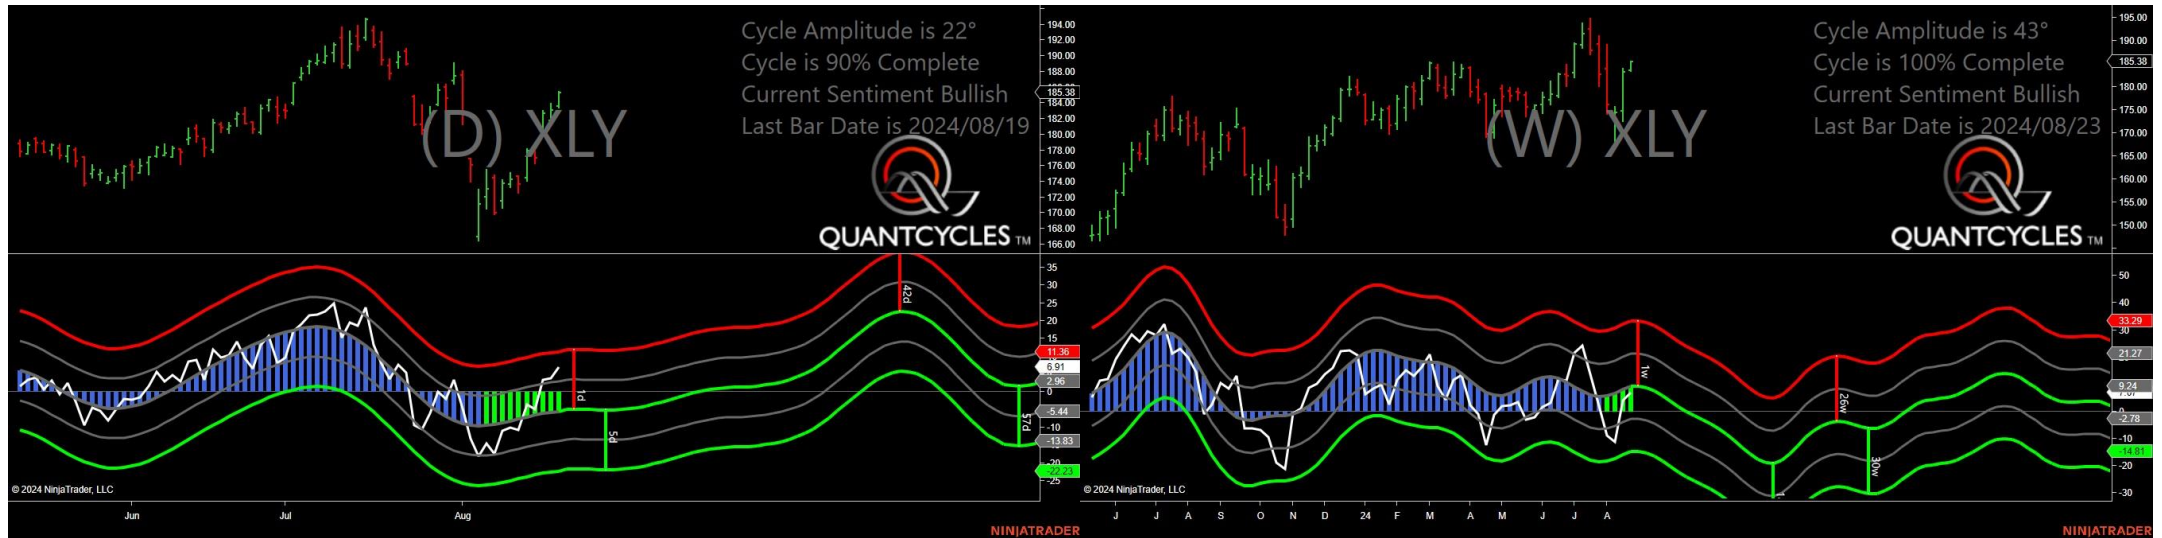 Cycle Amplitude is 22°
Cycle is 90% Complete
Current Sentiment Bullish
Last Bar Date is 2024/08/19
(D) XLY
QUANTCYCLES TM
194.00
192.00
190.00
188.00
185.38
184.00
182.00
180.00
178.00
176.00
174.00
172.00
170.00
168.00
166.00
35
30
25
20
15
11.36
6.91
2.96
0
-5.44
-10
-13.83
-20
-22.23
-25
1d
5d
42d
57d
© 2024 NinjaTrader, LLC
Jun
Jul
Aug
NINJATRADER
Cycle Amplitude is 43°
Cycle is 100% Complete
Current Sentiment Bullish
Last Bar Date is 2024/08/23
(W) XLY
QUANTCYCLES TM
195.00
190.00
185.38
180.00
175.00
170.00
165.00
160.00
155.00
150.00
50
40
33.29
30
21.27
9.24
-2.78
-10
-14.81
-20
-30
1w
26w
30w
© 2024 NinjaTrader, LLC
J
J
A
S
O
N
D
24
F
M
A
M
J
J
A
NINJATRADER